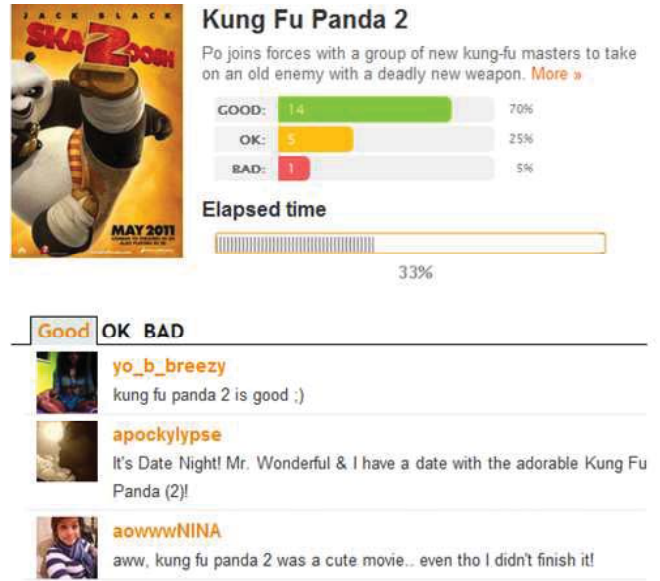 JACK BLACK
SKA 2 DOSH
MAY 2011
Kung Fu Panda 2
Po joins forces with a group of new kung-fu masters to take
on an old enemy with a deadly new weapon. More »
GOOD: 14 70%
OK: 5 25%
BAD: 1 5%
Elapsed time
33%
Good OK BAD
yo_b_breezy
kung fu panda 2 is good ;)
apockylypse
It's Date Night! Mr. Wonderful & I have a date with the adorable Kung Fu
Panda (2)!
aowwwNINA
aww, kung fu panda 2 was a cute movie.. even tho I didn't finish it!